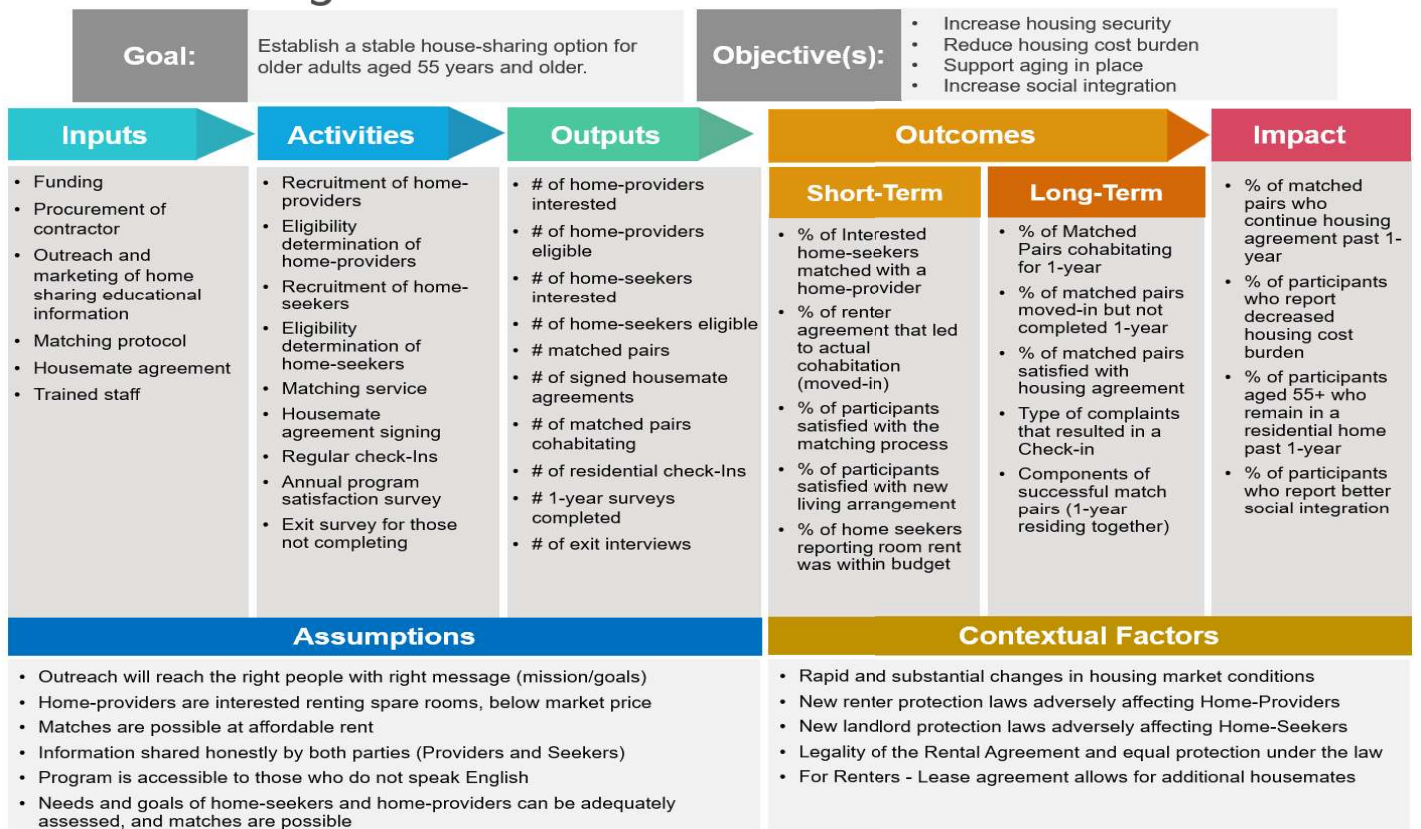 Goal:
Establish a stable house-sharing option for
older adults aged 55 years and older.
Objective(s):
• Increase housing security
• Reduce housing cost burden
• Support aging in place
• Increase social integration
Inputs
• Funding
• Procurement of
contractor
• Outreach and
marketing of home
sharing educational
information
• Matching protocol
• Housemate agreement
• Trained staff
Activities
• Recruitment of home-
providers
• Eligibility
determination of
home-providers
• Recruitment of home-
seekers
• Eligibility
determination of
home-seekers
• Matching service
• Housemate
agreement signing
• Regular check-Ins
• Annual program
satisfaction survey
• Exit survey for those
not completing
Outputs
• # of home-providers
interested
• # of home-providers
eligible
• # of home-seekers
interested
• # of home-seekers eligible
• # matched pairs
• # of signed housemate
agreements
• # of matched pairs
cohabitating
• # of residential check-Ins
• # 1-year surveys
completed
• # of exit interviews
Outcomes
Short-Term
• % of Interested
home-seekers
matched with a
home-provider
• % of renter
agreement that led
to actual
cohabitation
(moved-in)
• % of participants
satisfied with the
matching process
• % of participants
satisfied with new
living arrangement
• % of home seekers
reporting room rent
was within budget
Long-Term
• % of Matched
Pairs cohabitating
for 1-year
• % of matched pairs
moved-in but not
completed 1-year
• % of matched pairs
satisfied with
housing agreement
• Type of complaints
that resulted in a
Check-in
• Components of
successful match
pairs (1-year
residing together)
Impact
• % of matched
pairs who
continue housing
agreement past 1-
year
• % of participants
who report
decreased
housing cost
burden
• % of participants
aged 55+ who
remain in a
residential home
past 1-year
• % of participants
who report better
social integration
Assumptions
• Outreach will reach the right people with right message (mission/goals)
• Home-providers are interested renting spare rooms, below market price
• Matches are possible at affordable rent
• Information shared honestly by both parties (Providers and Seekers)
• Program is accessible to those who do not speak English
• Needs and goals of home-seekers and home-providers can be adequately
assessed, and matches are possible
Contextual Factors
• Rapid and substantial changes in housing market conditions
• New renter protection laws adversely affecting Home-Providers
• New landlord protection laws adversely affecting Home-Seekers
• Legality of the Rental Agreement and equal protection under the law
• For Renters - Lease agreement allows for additional housemates